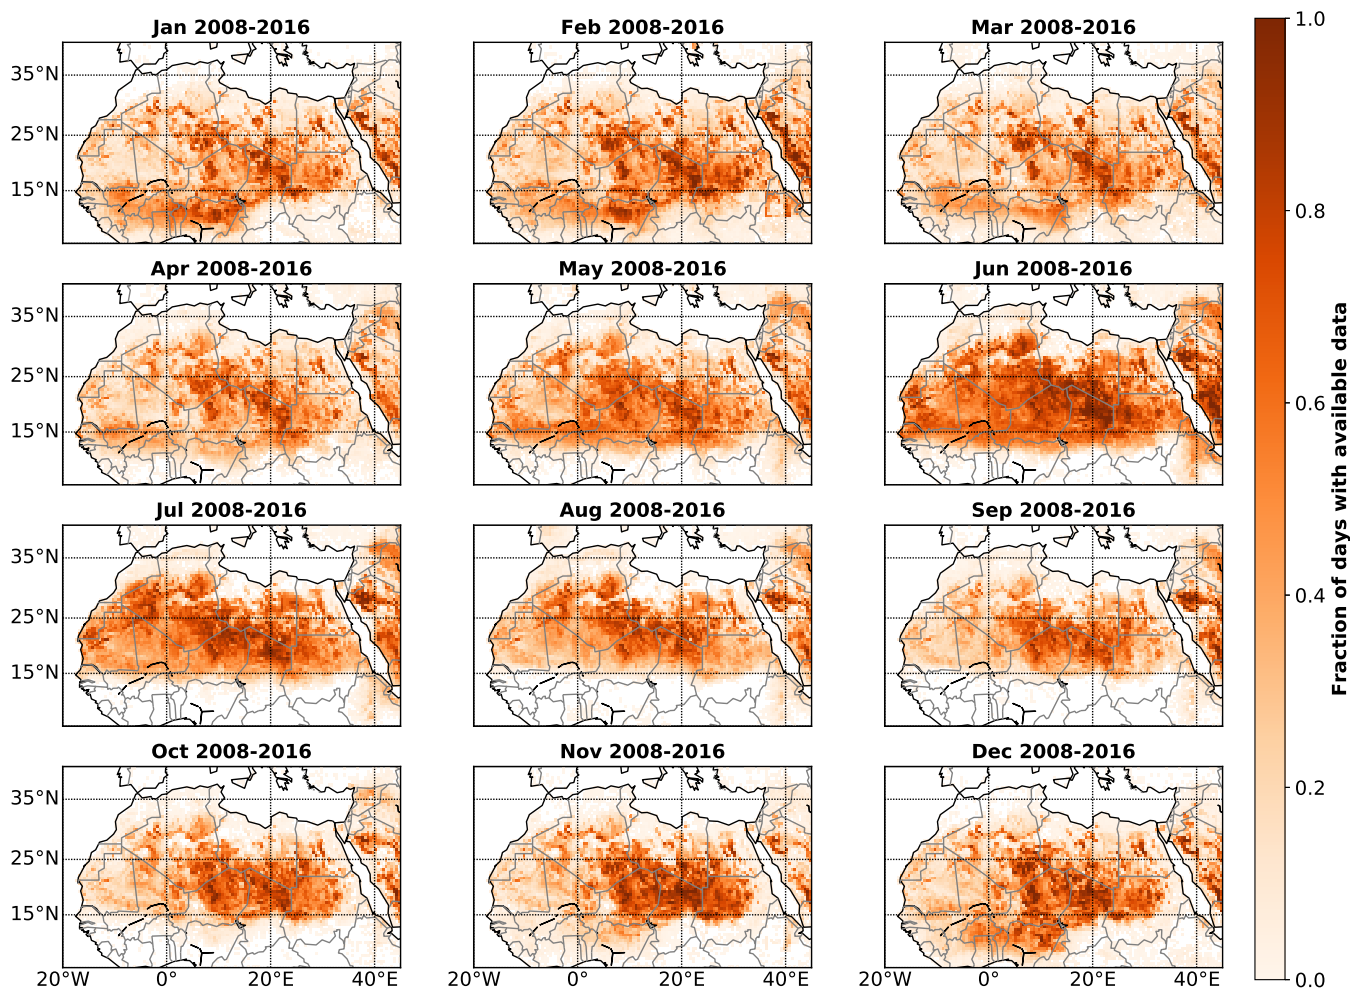 Jan 2008-2016
Feb 2008-2016
Mar 2008-2016
1.0
35°N
25°N
15°N
0.8
Apr 2008-2016
May 2008-2016
Jun 2008-2016
35°N
25°N
15°N
0.6
Fraction of days with available data
Jul 2008-2016
Aug 2008-2016
Sep 2008-2016
35°N
25°N
15°N
0.4
Oct 2008-2016
Nov 2008-2016
Dec 2008-2016
35°N
25°N
15°N
0.2
20°W 0° 20°E 40°E
20°W 0° 20°E 40°E
20°W 0° 20°E 40°E
0.0